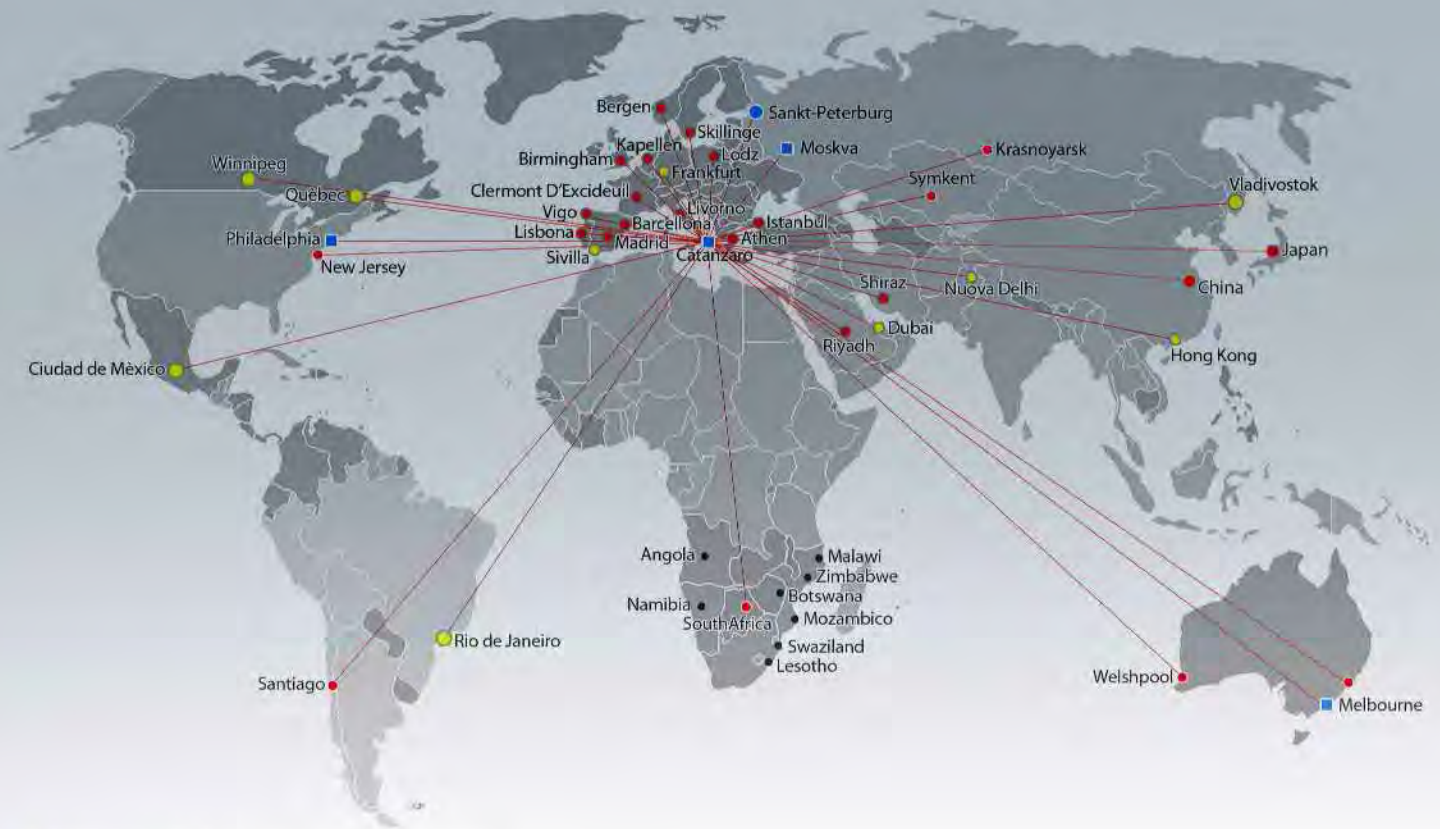 Bergen
Sankt-Peterburg
Skillinge
Kapellen
Moskva
Krasnoyarsk
Birmingham
Lodz
Winnipeg
Frankfurt
Symkent
Vladivostok
Clermont D'Excideuil
Quèbec
Livorno
Vigo
Barcellona
Istanbul
Lisbona
Philadelphia
Madrid
Athen
Japan
Sivilla
Catanzaro
New Jersey
Shiraz
Nuova Delhi
China
Dubai
Riyadh
Hong Kong
Ciudad de Mèxico
Angola
Malawi
Zimbabwe
Botswana
Namibia
SouthAfrica
Mozambico
Rio de Janeiro
Swaziland
Lesotho
Santiago
Welshpool
Melbourne